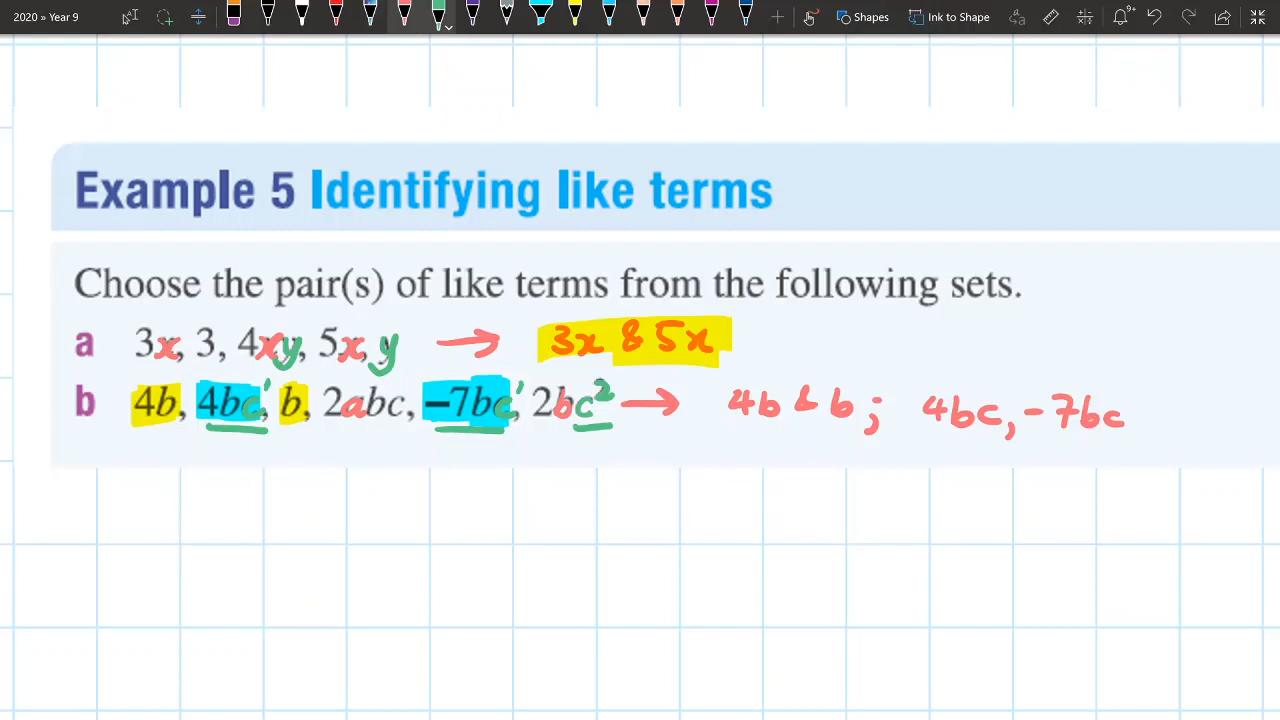 2020 » Year 9
9+
Shapes
Ink to Shape
Example 5 Identifying like terms
Choose the pair(s) of like terms from the following sets.
a 3x, 3, 4xy, 5x, y → 3x & 5x
b 4b, 4bc', b, 2abc, −7bc', 2bc² → 4b & b; 4bc, -7bc